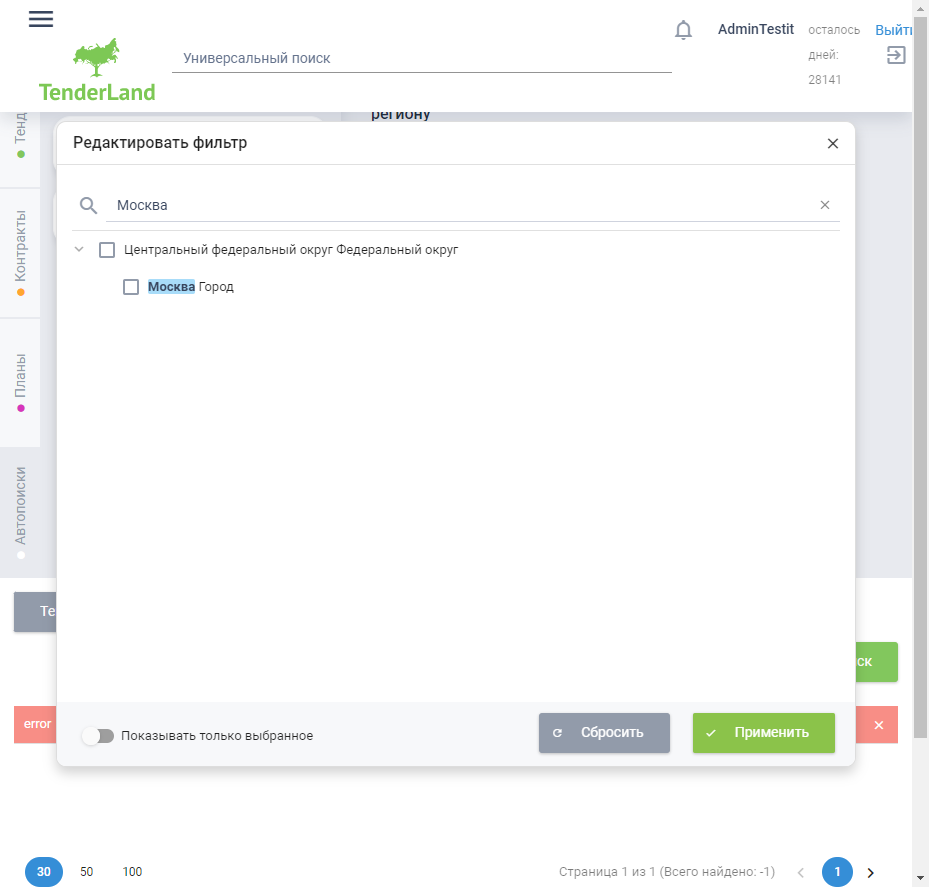 AdminTestit
осталось
дней:
28141
Выйти
Универсальный поиск
TenderLand
региону
Тенд
Контракты
Планы
Автопоиски
Редактировать фильтр
Москва
Центральный федеральный округ Федеральный округ
Москва Город
Те
ск
error
Показывать только выбранное
Сбросить
Применить
30 50 100
Страница 1 из 1 (Всего найдено: -1)
1